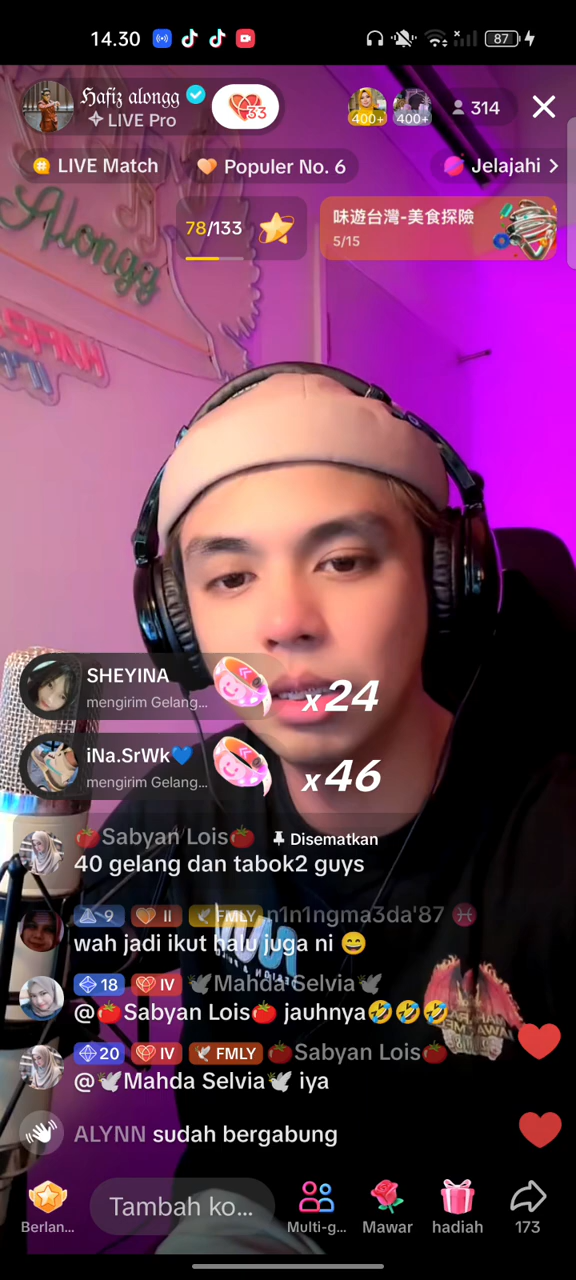 14.30
87
Hafiz alongg
LIVE Pro
33
400+
400+
314
LIVE Match
Populer No. 6
Jelajahi >
Alongg
78/133
味遊台灣-美食探險
5/15
SHEYINA
mengirim Gelang...
x24
iNa.SrWk💙
mengirim Gelang...
x46
🍅Sabyan Lois🍅 Disematkan
40 gelang dan tabok2 guys
9 II FMLY n1n1ngma3da'87 ♓
wah jadi ikut halu juga ni 😄
18 IV 🕊Mahda Selvia🕊
@🍅Sabyan Lois🍅 jauhnya🤣🤣🤣
20 IV FMLY 🍅Sabyan Lois🍅
@🕊Mahda Selvia🕊 iya
ALYNN sudah bergabung
Tambah ko...
Berlan...
Multi-g...
Mawar
hadiah
173